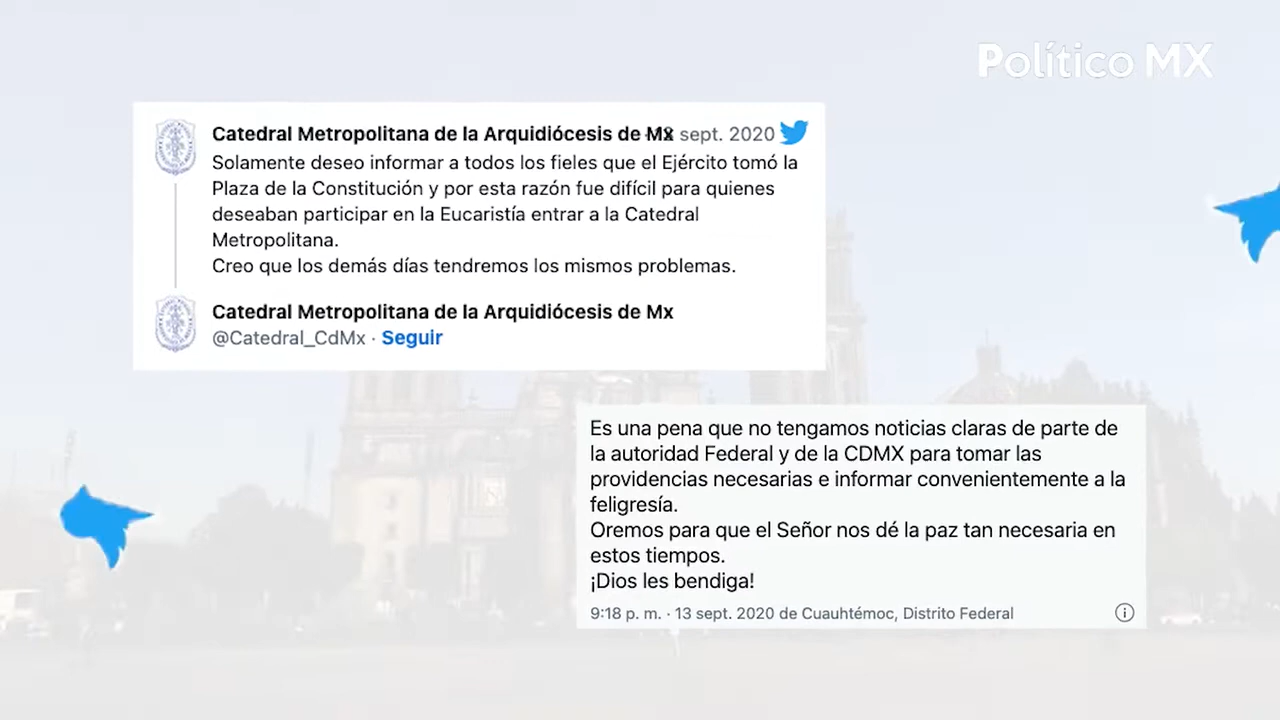 Político MX
Catedral Metropolitana de la Arquidiócesis de Mx sept. 2020
Solamente deseo informar a todos los fieles que el Ejército tomó la
Plaza de la Constitución y por esta razón fue difícil para quienes
deseaban participar en la Eucaristía entrar a la Catedral
Metropolitana.
Creo que los demás días tendremos los mismos problemas.
Catedral Metropolitana de la Arquidiócesis de Mx
@Catedral_CdMx · Seguir
Es una pena que no tengamos noticias claras de parte de
la autoridad Federal y de la CDMX para tomar las
providencias necesarias e informar convenientemente a la
feligresía.
Oremos para que el Señor nos dé la paz tan necesaria en
estos tiempos.
¡Dios les bendiga!
9:18 p. m. · 13 sept. 2020 de Cuauhtémoc, Distrito Federal